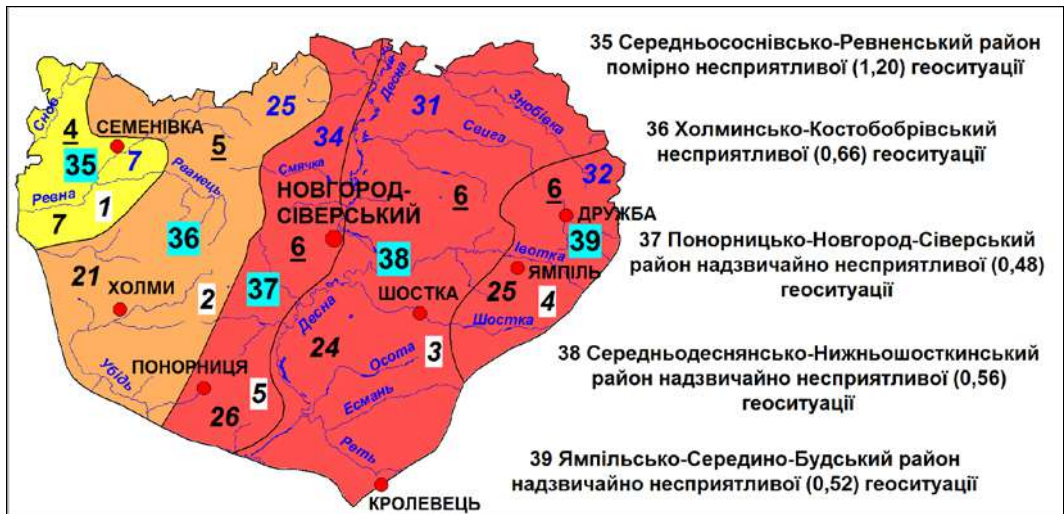 35 Середньососнівсько-Ревненський район
помірно несприятливої (1,20) геоситуації
36 Холминсько-Костобобрівський
несприятливої (0,66) геоситуації
37 Понорницько-Новгород-Сіверський
район надзвичайно несприятливої (0,48)
геоситуації
38 Середньодеснянсько-Нижньошосткинський
район надзвичайно несприятливої (0,56)
геоситуації
39 Ямпільсько-Середино-Будський район
надзвичайно несприятливої (0,52) геоситуації
Снов
4
СЕМЕНІВКА
35
7
Ревна
1
7
5
25
Рванець
36
21
ХОЛМИ
2
Убідь
ПОНОРНИЦЯ
26
5
37
34
Смячка
НОВГОРОД-
СІВЕРСЬКИЙ
6
Десна
31
Знобівка
Свига
6
38
Десна
24
ШОСТКА
Шостка
3
Осота
Есмань
Реть
КРОЛЕВЕЦЬ
32
6
ДРУЖБА
39
Івотка
ЯМПІЛЬ
25
4